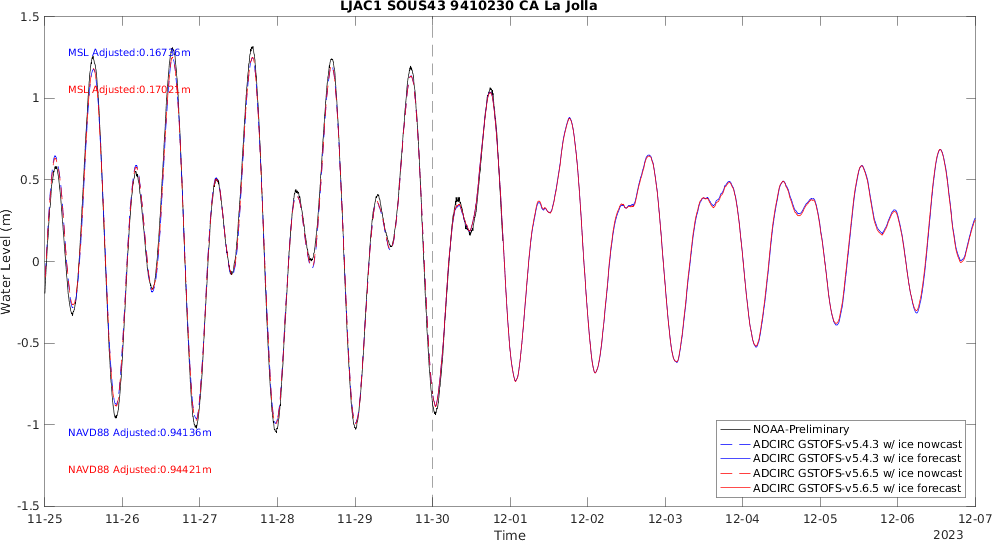 LJAC1 SOUS43 9410230 CA La Jolla
1.5
1
0.5
0
-0.5
-1
-1.5
Water Level (m)
MSL Adjusted:0.16736m
MSL Adjusted:0.17021m
NAVD88 Adjusted:0.94136m
NAVD88 Adjusted:0.94421m
NOAA-Preliminary
ADCIRC GSTOFS-v5.4.3 w/ ice nowcast
ADCIRC GSTOFS-v5.4.3 w/ ice forecast
ADCIRC GSTOFS-v5.6.5 w/ ice nowcast
ADCIRC GSTOFS-v5.6.5 w/ ice forecast
11-25 11-26 11-27 11-28 11-29 11-30 12-01 12-02 12-03 12-04 12-05 12-06 12-07
Time
2023